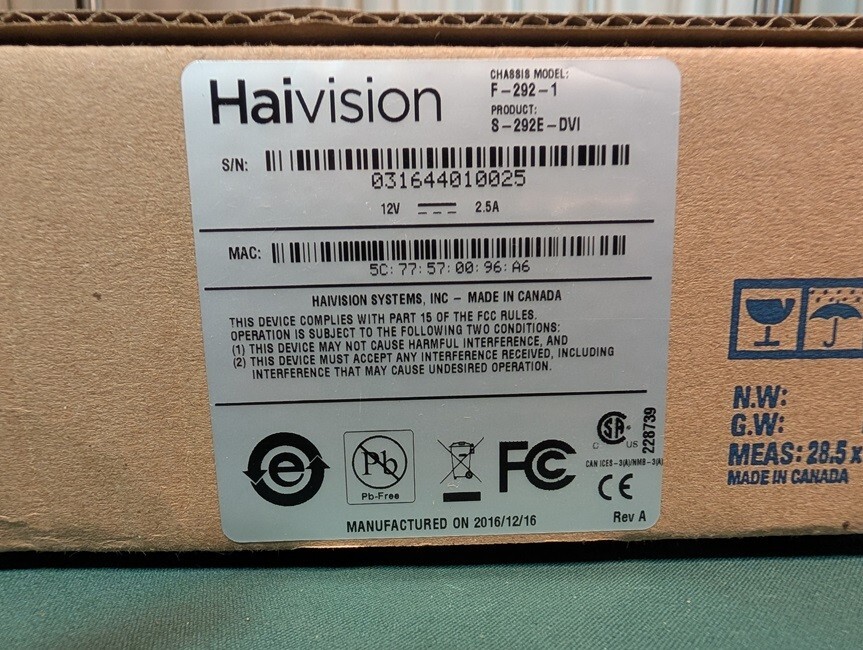 Haivision
CHASSIS MODEL:
F-292-1
PRODUCT:
S-292E-DVI
S/N:
031644010025
12V 2.5A
MAC:
5C:77:57:00:96:A6
HAIVISION SYSTEMS, INC - MADE IN CANADA
THIS DEVICE COMPLIES WITH PART 15 OF THE FCC RULES.
OPERATION IS SUBJECT TO THE FOLLOWING TWO CONDITIONS:
(1) THIS DEVICE MAY NOT CAUSE HARMFUL INTERFERENCE, AND
(2) THIS DEVICE MUST ACCEPT ANY INTERFERENCE RECEIVED, INCLUDING
INTERFERENCE THAT MAY CAUSE UNDESIRED OPERATION.
e
Pb
Pb-Free
FCC
C SA US
228739
CAN ICES-3(A)/NMB-3(A)
CE
MANUFACTURED ON 2016/12/16
Rev A
N.W:
G.W:
MEAS: 28.5 x
MADE IN CANADA